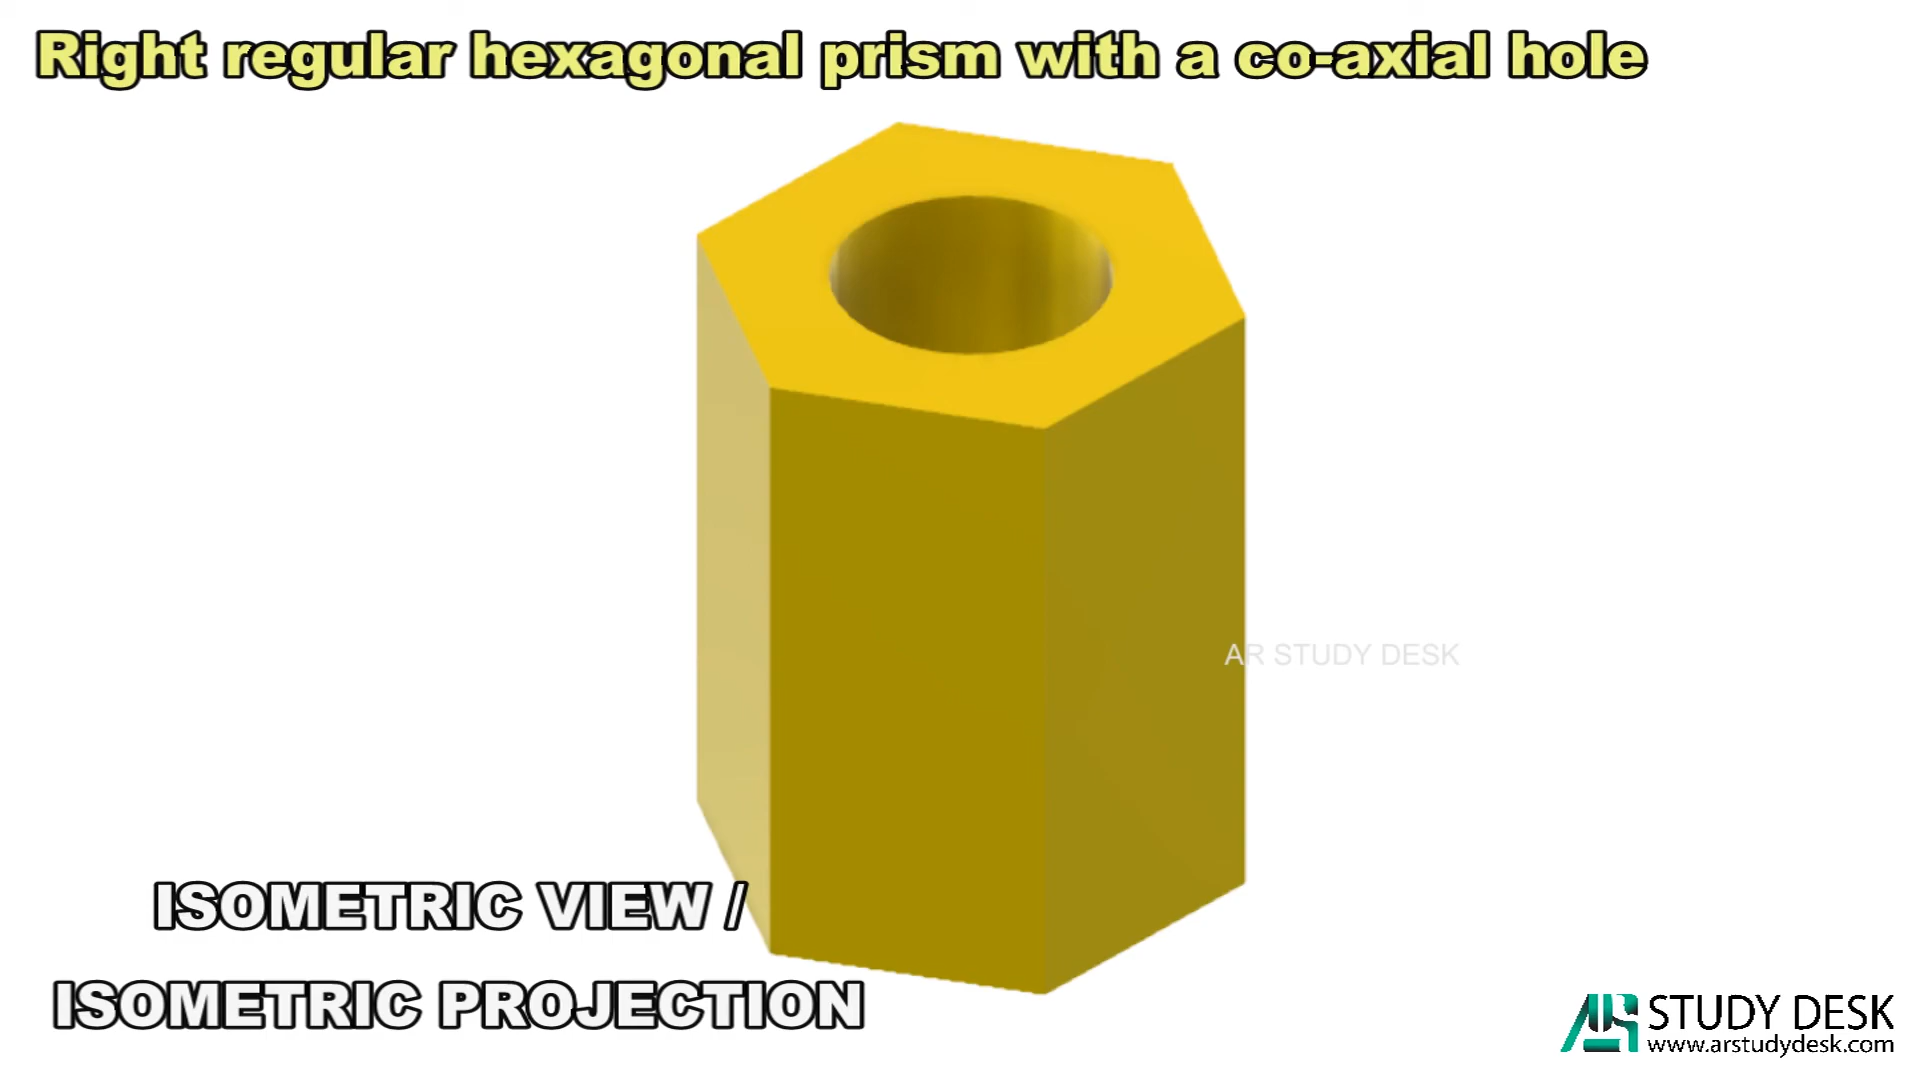 Right regular hexagonal prism with a co-axial hole
AR STUDY DESK
ISOMETRIC VIEW /
ISOMETRIC PROJECTION
AR STUDY DESK
www.arstudydesk.com